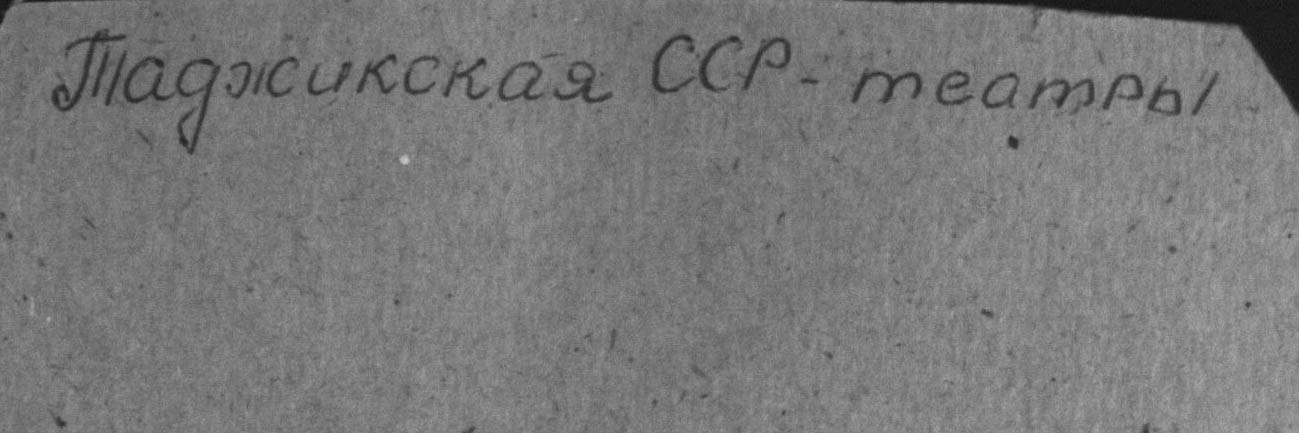 Таджикская ССР - театры